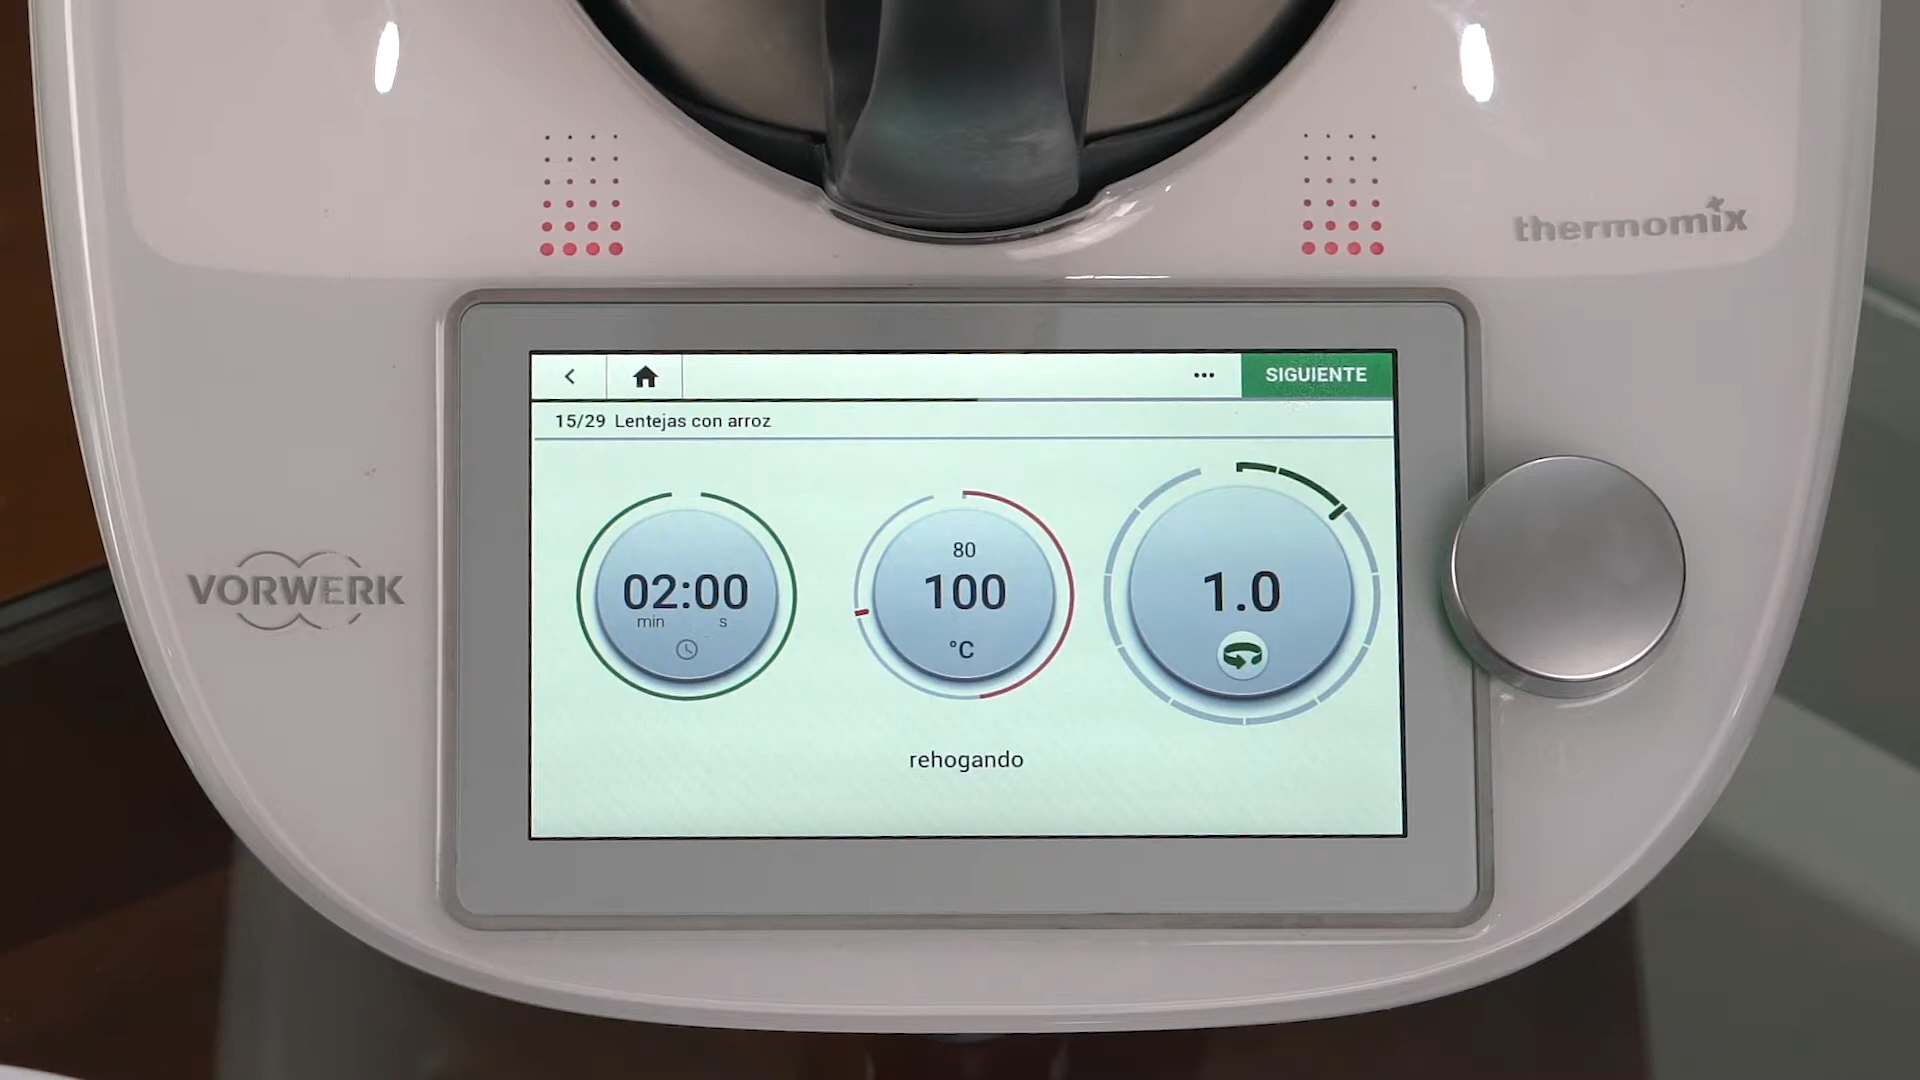 thermomix
SIGUIENTE
15/29 Lentejas con arroz
02:00
min s
80
100
°C
1.0
VORWERK
rehogando